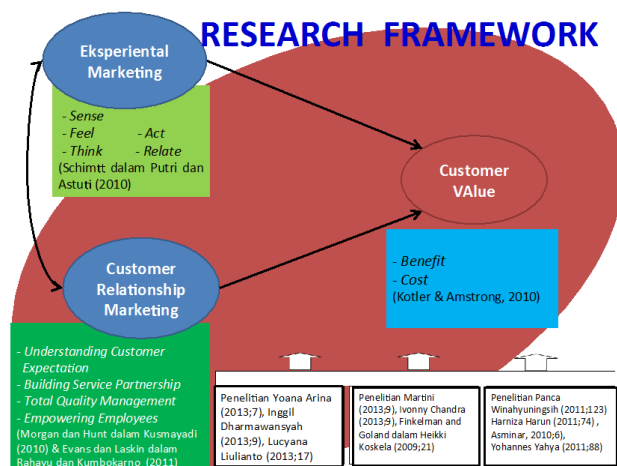 RESEARCH FRAMEWORK
Eksperiental
Marketing
- Sense
- Feel - Act
- Think - Relate
(Schimtt dalam Putri dan
Astuti (2010)
Customer
VAlue
- Benefit
- Cost
(Kotler & Amstrong, 2010)
Customer
Relationship
Marketing
- Understanding Customer
Expectation
- Building Service Partnership
- Total Quality Management
- Empowering Employees
(Morgan dan Hunt dalam Kusmayadi
(2010) & Evans dan Laskin dalam
Rahayu dan Kumbokarno (2011)
Penelitian Yoana Arina
(2013;7), Inggil
Dharmawansyah
(2013;9), Lucyana
Liulianto (2013;17)
Penelitian Martini
(2013;9), Ivonny Chandra
(2013;9), Finkelman and
Goland dalam Heikki
Koskela (2009;21)
Penelitian Panca
Winahyuningsih (2011;123)
Harniza Harun (2011;74) ,
Asminar, 2010;6),
Yohannes Yahya (2011;88)